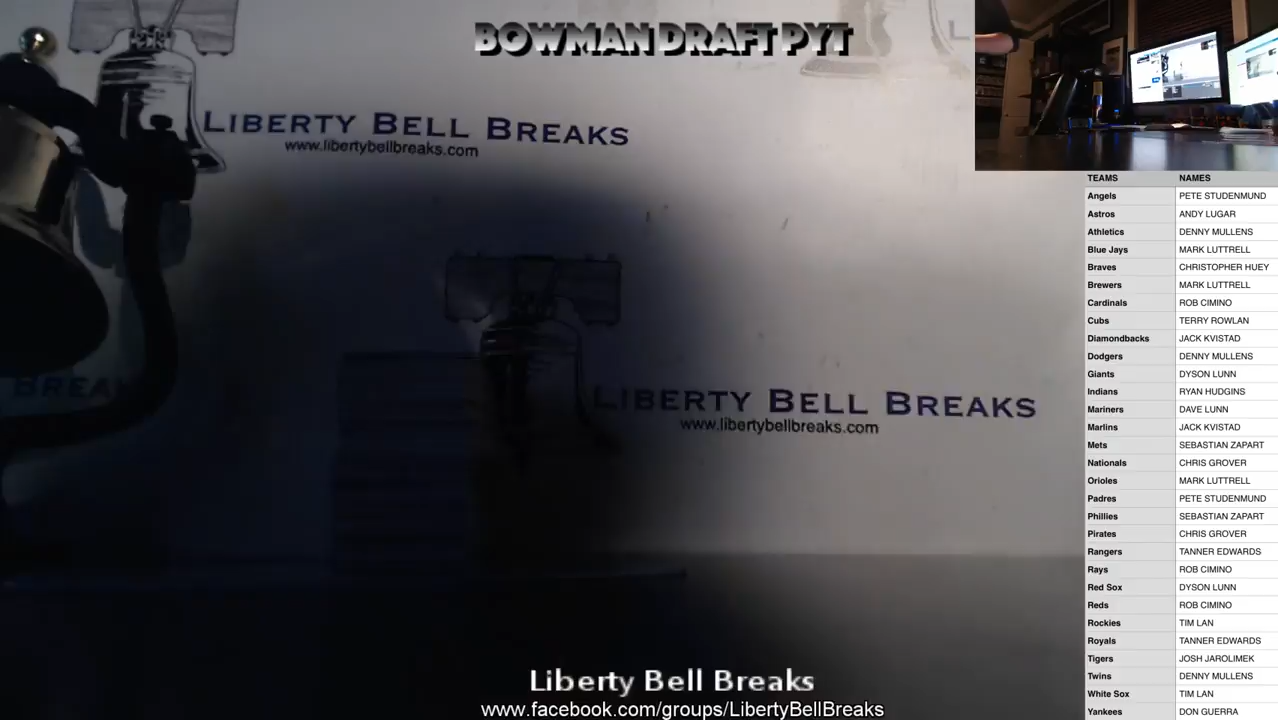 BOWMAN DRAFT PYT
LIBERTY BELL BREAKS
www.libertybellbreaks.com
BREA
LIBERTY BELL BREAKS
www.libertybellbreaks.com
TEAMS NAMES
Angels PETE STUDENMUND
Astros ANDY LUGAR
Athletics DENNY MULLENS
Blue Jays MARK LUTTRELL
Braves CHRISTOPHER HUEY
Brewers MARK LUTTRELL
Cardinals ROB CIMINO
Cubs TERRY ROWLAN
Diamondbacks JACK KVISTAD
Dodgers DENNY MULLENS
Giants DYSON LUNN
Indians RYAN HUDGINS
Mariners DAVE LUNN
Marlins JACK KVISTAD
Mets SEBASTIAN ZAPART
Nationals CHRIS GROVER
Orioles MARK LUTTRELL
Padres PETE STUDENMUND
Phillies SEBASTIAN ZAPART
Pirates CHRIS GROVER
Rangers TANNER EDWARDS
Rays ROB CIMINO
Red Sox DYSON LUNN
Reds ROB CIMINO
Rockies TIM LAN
Royals TANNER EDWARDS
Tigers JOSH JAROLIMEK
Twins DENNY MULLENS
White Sox TIM LAN
Yankees DON GUERRA
Liberty Bell Breaks
www.facebook.com/groups/LibertyBellBreaks